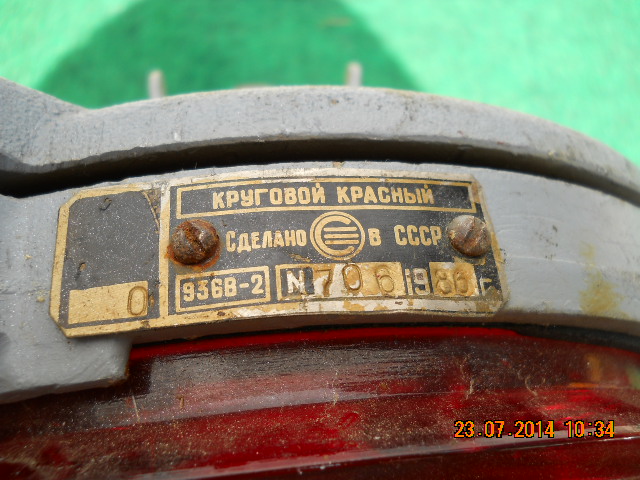 КРУГОВОЙ КРАСНЫЙ
СДЕЛАНО В СССР
0 936В-2 N 706 1986 г
23.07.2014 10:34